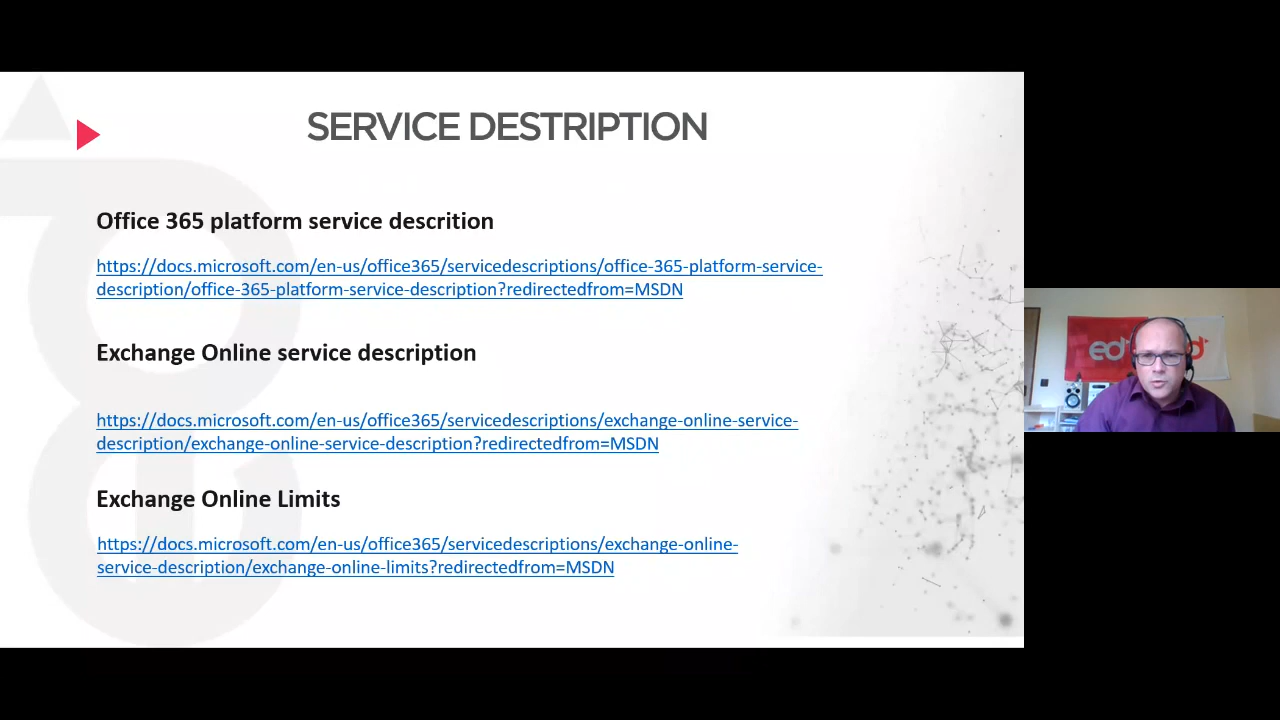 SERVICE DESTRIPTION
Office 365 platform service descrition
https://docs.microsoft.com/en-us/office365/servicedescriptions/office-365-platform-service-
description/office-365-platform-service-description?redirectedfrom=MSDN
Exchange Online service description
https://docs.microsoft.com/en-us/office365/servicedescriptions/exchange-online-service-
description/exchange-online-service-description?redirectedfrom=MSDN
Exchange Online Limits
https://docs.microsoft.com/en-us/office365/servicedescriptions/exchange-online-
service-description/exchange-online-limits?redirectedfrom=MSDN